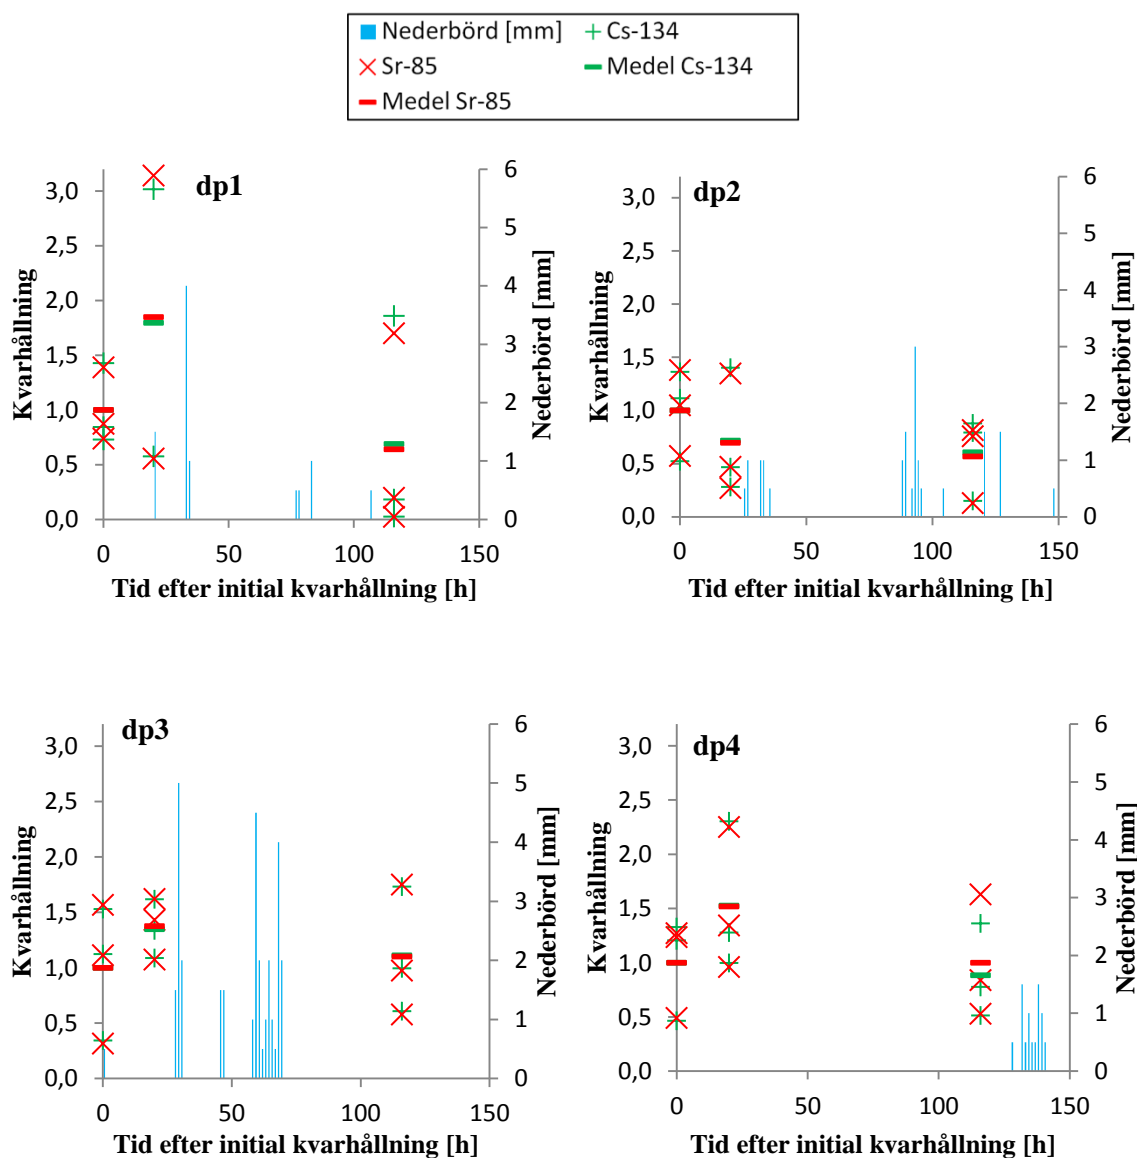 Nederbörd [mm] Cs-134
Sr-85 Medel Cs-134
Medel Sr-85
dp1
3,0
2,5
2,0
1,5
1,0
0,5
0,0
Kvarhållning
6
5
4
3
2
1
0
Nederbörd [mm]
0 50 100 150
Tid efter initial kvarhållning [h]
dp2
3,0
2,5
2,0
1,5
1,0
0,5
0,0
Kvarhållning
6
5
4
3
2
1
0
Nederbörd [mm]
0 50 100 150
Tid efter initial kvarhållning [h]
dp3
3,0
2,5
2,0
1,5
1,0
0,5
0,0
Kvarhållning
6
5
4
3
2
1
0
Nederbörd [mm]
0 50 100 150
Tid efter initial kvarhållning [h]
dp4
3,0
2,5
2,0
1,5
1,0
0,5
0,0
Kvarhållning
6
5
4
3
2
1
0
Nederbörd [mm]
0 50 100 150
Tid efter initial kvarhållning [h]